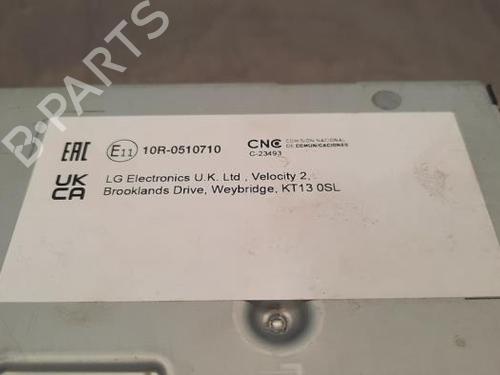 B-PARTS
EAC E11 10R-0510710 CNC COMISIÓN NACIONAL
DE COMUNICACIONES
C-23493
UK
CA
LG Electronics U.K. Ltd , Velocity 2,
Brooklands Drive, Weybridge, KT13 0SL